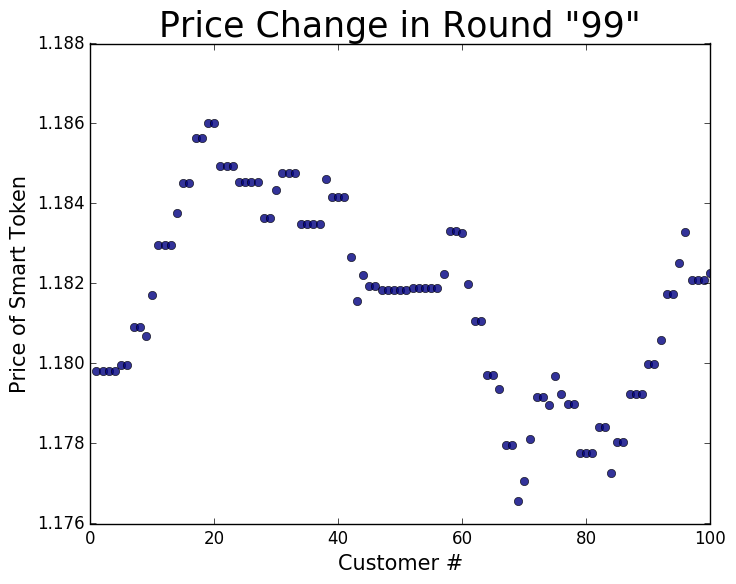 Price Change in Round "99"
1.188
1.186
1.184
1.182
1.180
1.178
1.176
Price of Smart Token
0 20 40 60 80 100
Customer #